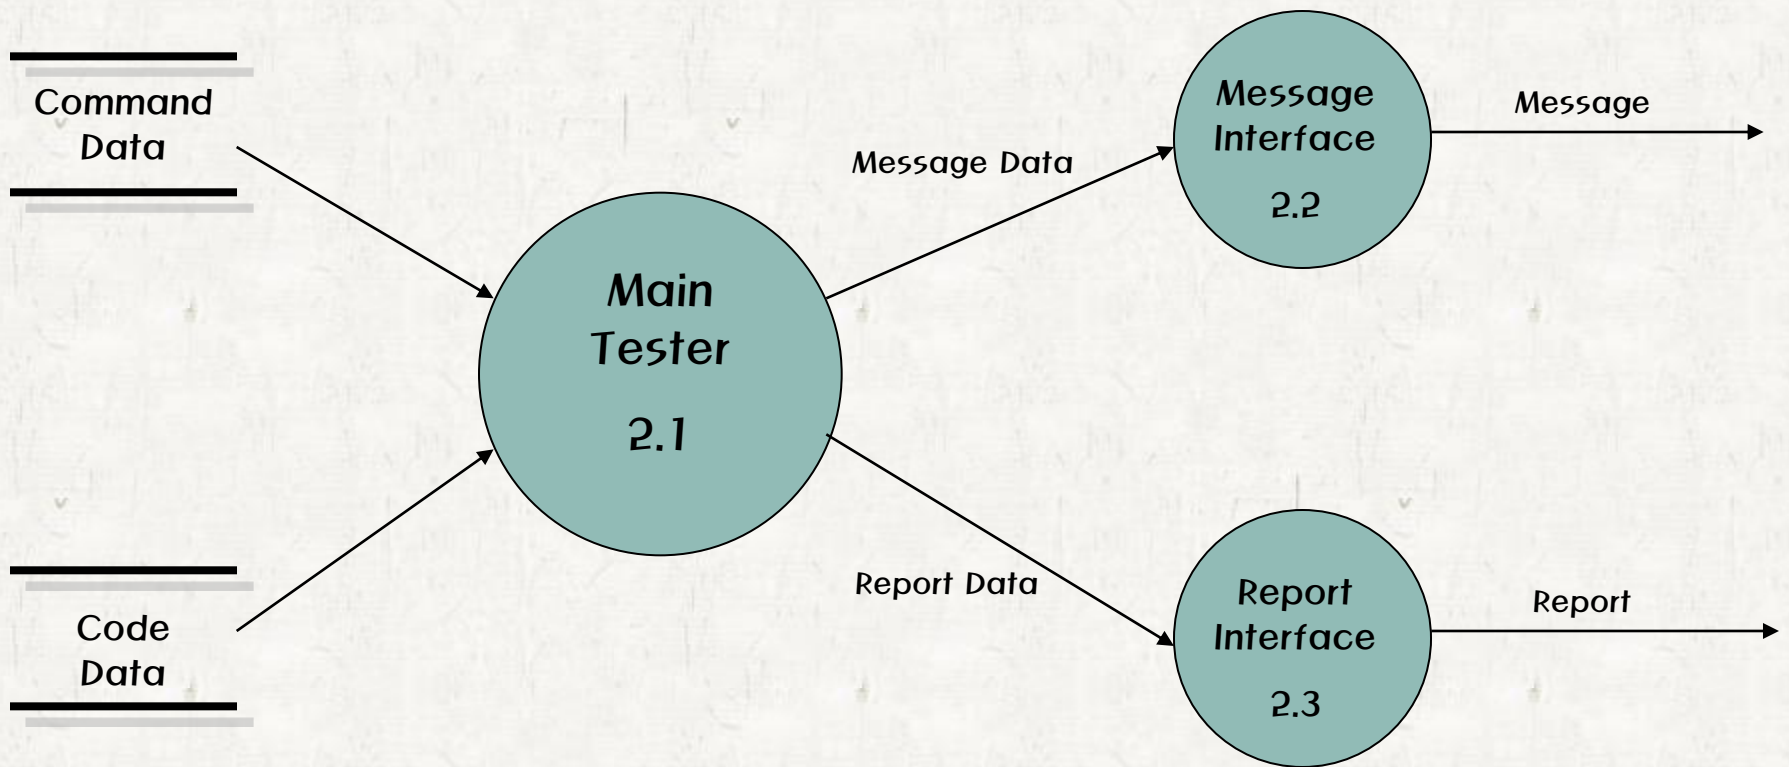 Command
Data
Message Data
Message
Interface
2.2
Message
Main
Tester
2.1
Code
Data
Report Data
Report
Interface
2.3
Report